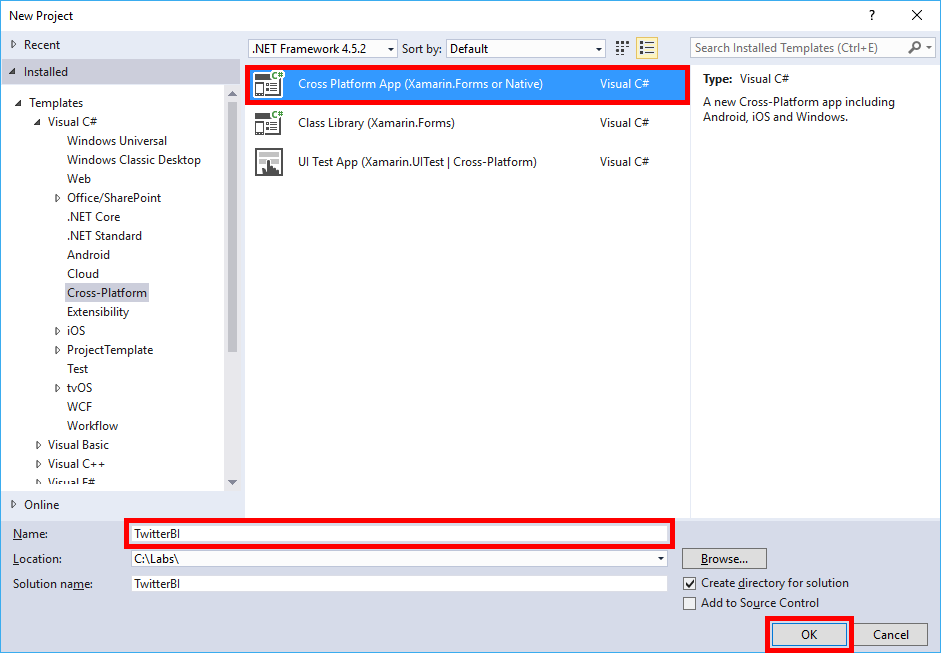 New Project
?
Recent
.NET Framework 4.5.2 Sort by: Default
Search Installed Templates (Ctrl+E)
Installed
Templates
Visual C#
Windows Universal
Windows Classic Desktop
Web
Office/SharePoint
.NET Core
.NET Standard
Android
Cloud
Cross-Platform
Extensibility
iOS
ProjectTemplate
Test
tvOS
WCF
Workflow
Visual Basic
Visual C++
Visual F#
Online
C# Cross Platform App (Xamarin.Forms or Native) Visual C#
C# Class Library (Xamarin.Forms) Visual C#
UI Test App (Xamarin.UITest | Cross-Platform) Visual C#
Type: Visual C#
A new Cross-Platform app including
Android, iOS and Windows.
Name: TwitterBI
Location: C:\Labs\ Browse...
Solution name: TwitterBI
Create directory for solution
Add to Source Control
OK Cancel